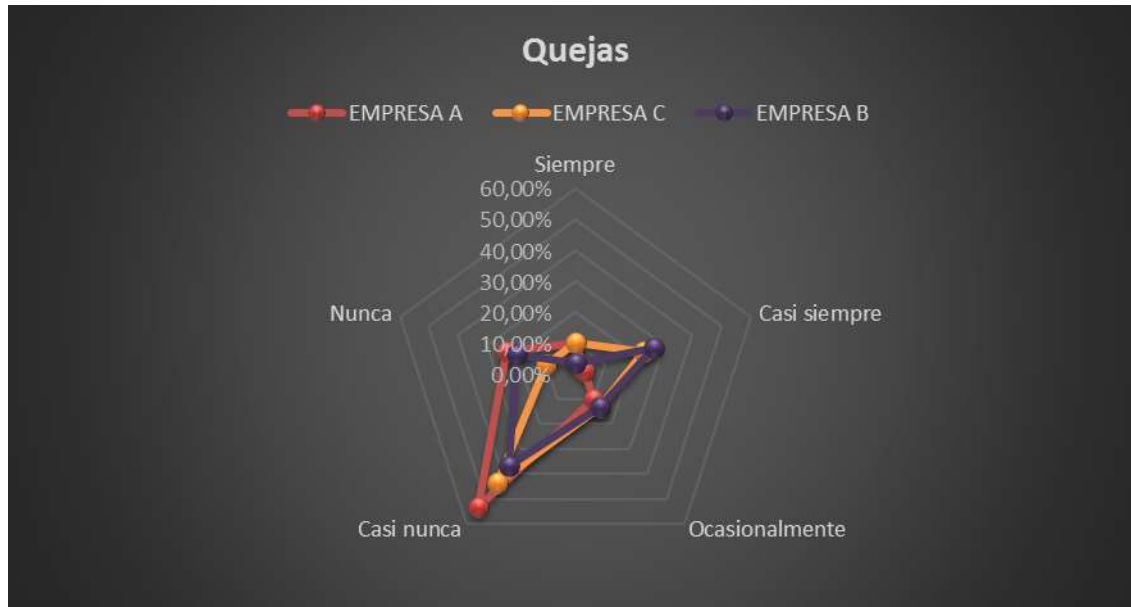 Quejas
EMPRESA A EMPRESA C EMPRESA B
Siempre
60,00%
50,00%
40,00%
30,00%
Nunca
Casi siempre
20,00%
10,00%
0,00%
Casi nunca
Ocasionalmente